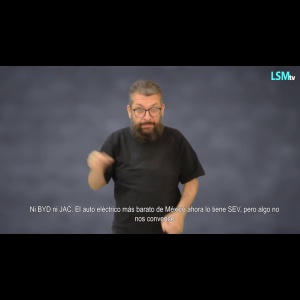 LSMtv
Ni BYD ni JAC. El auto eléctrico más barato de México ahora lo tiene SEV, pero algo no
nos convence